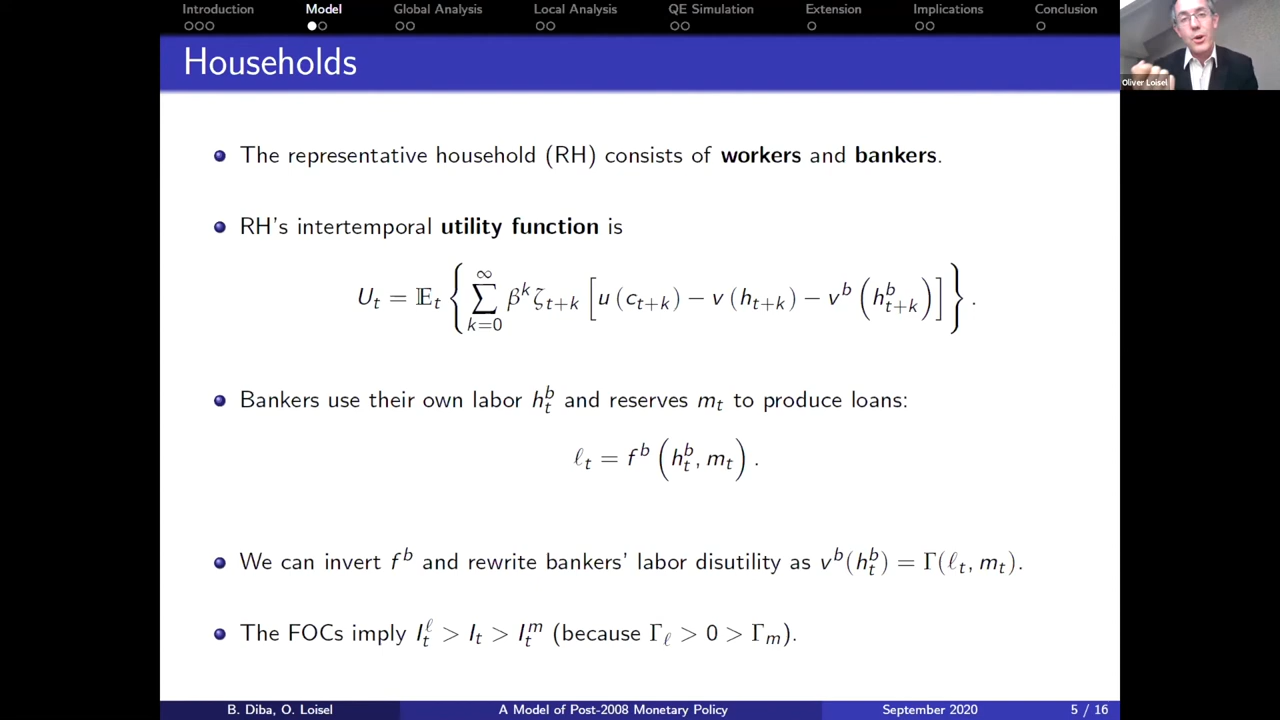 Introduction Model Global Analysis Local Analysis QE Simulation Extension Implications Conclusion
Households
Oliver Loisel
The representative household (RH) consists of workers and bankers.
RH's intertemporal utility function is
U_t = 𝔼_t { ∑_{k=0}^{∞} β^k ζ_{t+k} [ u (c_{t+k}) − v (h_{t+k}) − v^b (h^b_{t+k}) ] } .
Bankers use their own labor h^b_t and reserves m_t to produce loans:
ℓ_t = f^b (h^b_t, m_t) .
We can invert f^b and rewrite bankers' labor disutility as v^b(h^b_t) = Γ(ℓ_t, m_t).
The FOCs imply I^ℓ_t > I_t > I^m_t (because Γ_ℓ > 0 > Γ_m).
B. Diba, O. Loisel A Model of Post-2008 Monetary Policy September 2020 5 / 16